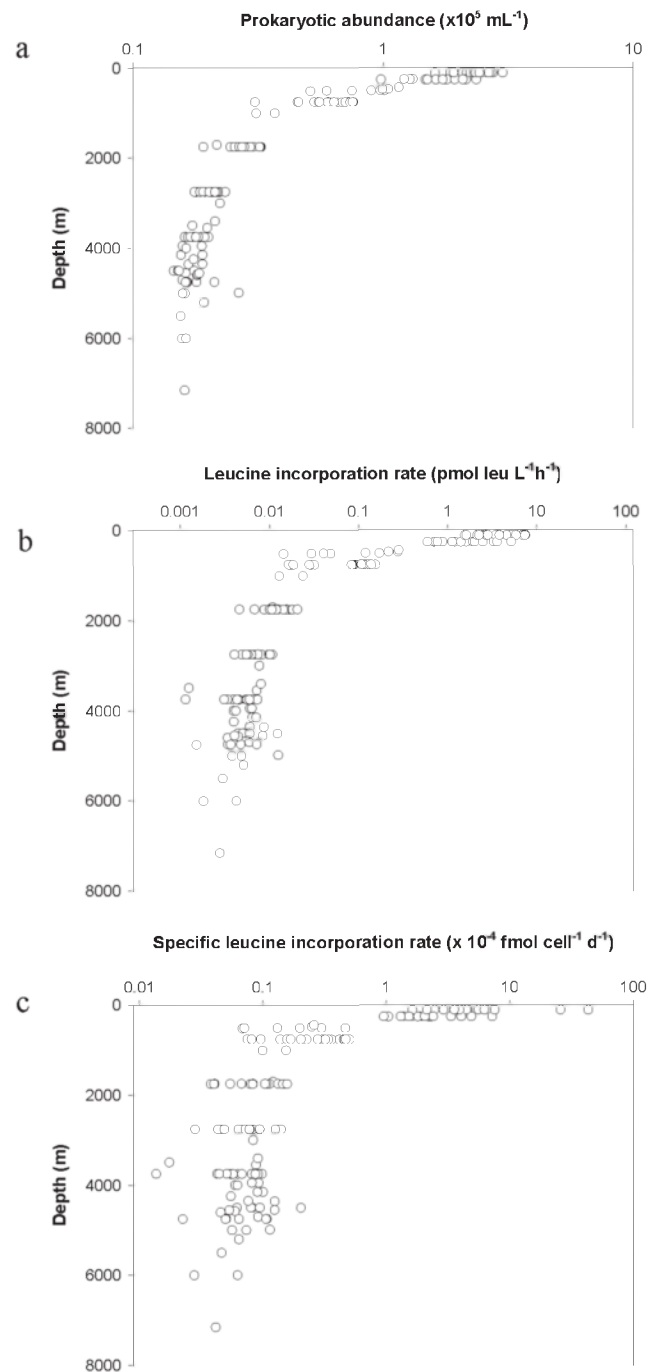 a
Prokaryotic abundance (x10⁵ mL⁻¹)
0.1 1 10
0
2000
4000
6000
8000
Depth (m)
b
Leucine incorporation rate (pmol leu L⁻¹h⁻¹)
0.001 0.01 0.1 1 10 100
0
2000
4000
6000
8000
Depth (m)
c
Specific leucine incorporation rate (x 10⁻⁴ fmol cell⁻¹ d⁻¹)
0.01 0.1 1 10 100
0
2000
4000
6000
8000
Depth (m)